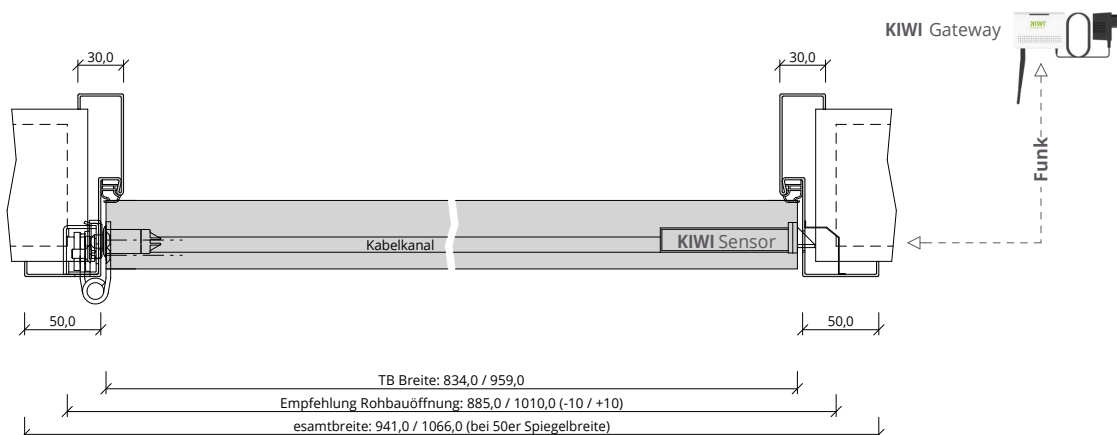 KIWI Gateway
KIWI
30,0
30,0
Funk
Kabelkanal
KIWI Sensor
50,0
50,0
TB Breite: 834,0 / 959,0
Empfehlung Rohbauöffnung: 885,0 / 1010,0 (-10 / +10)
esamtbreite: 941,0 / 1066,0 (bei 50er Spiegelbreite)